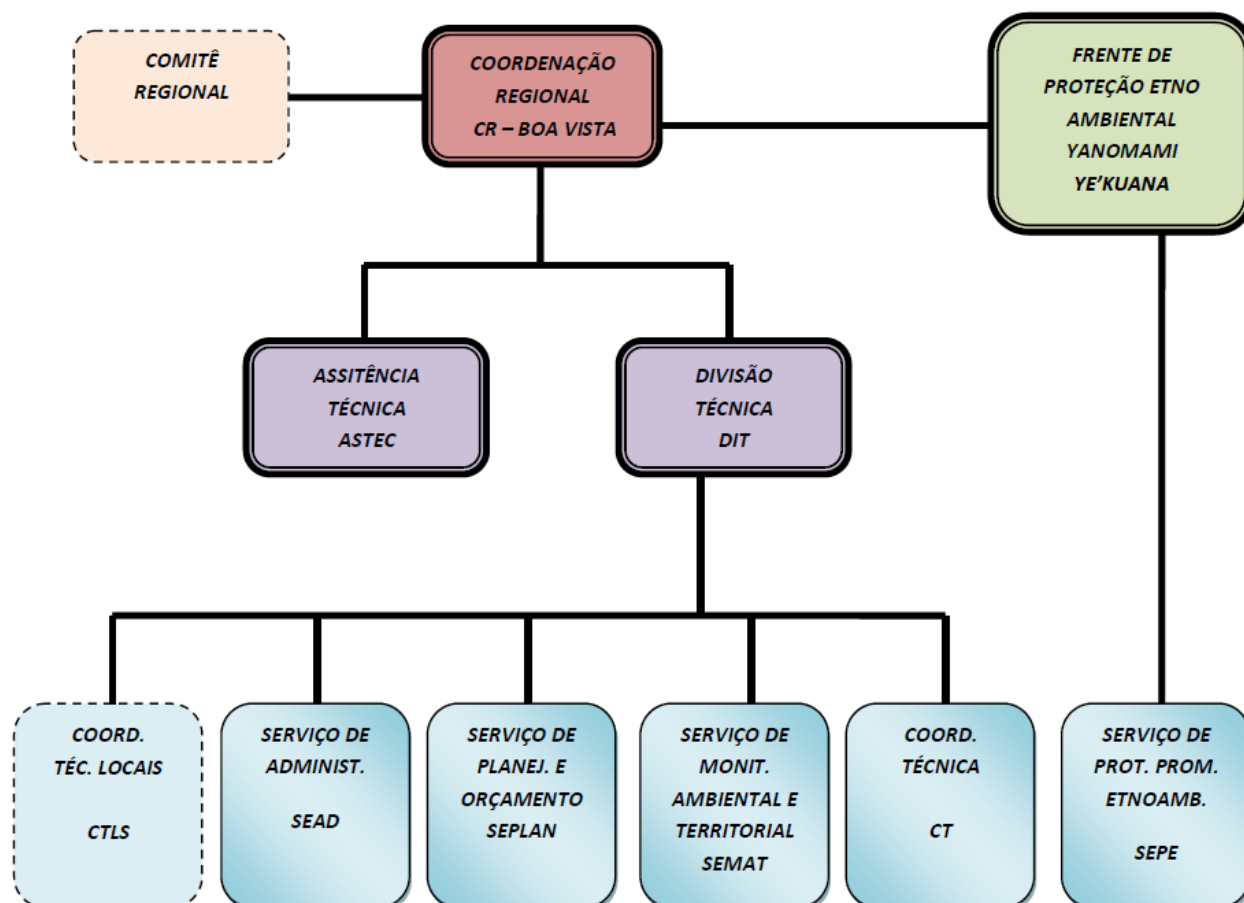 COMITÊ
REGIONAL
COORDENAÇÃO
REGIONAL
CR – BOA VISTA
FRENTE DE
PROTEÇÃO ETNO
AMBIENTAL
YANOMAMI
YE’KUANA
ASSITÊNCIA
TÉCNICA
ASTEC
DIVISÃO
TÉCNICA
DIT
COORD.
TÉC. LOCAIS
CTLS
SERVIÇO DE
ADMINIST.
SEAD
SERVIÇO DE
PLANEJ. E
ORÇAMENTO
SEPLAN
SERVIÇO DE
MONIT.
AMBIENTAL E
TERRITORIAL
SEMAT
COORD.
TÉCNICA
CT
SERVIÇO DE
PROT. PROM.
ETNOAMB.
SEPE